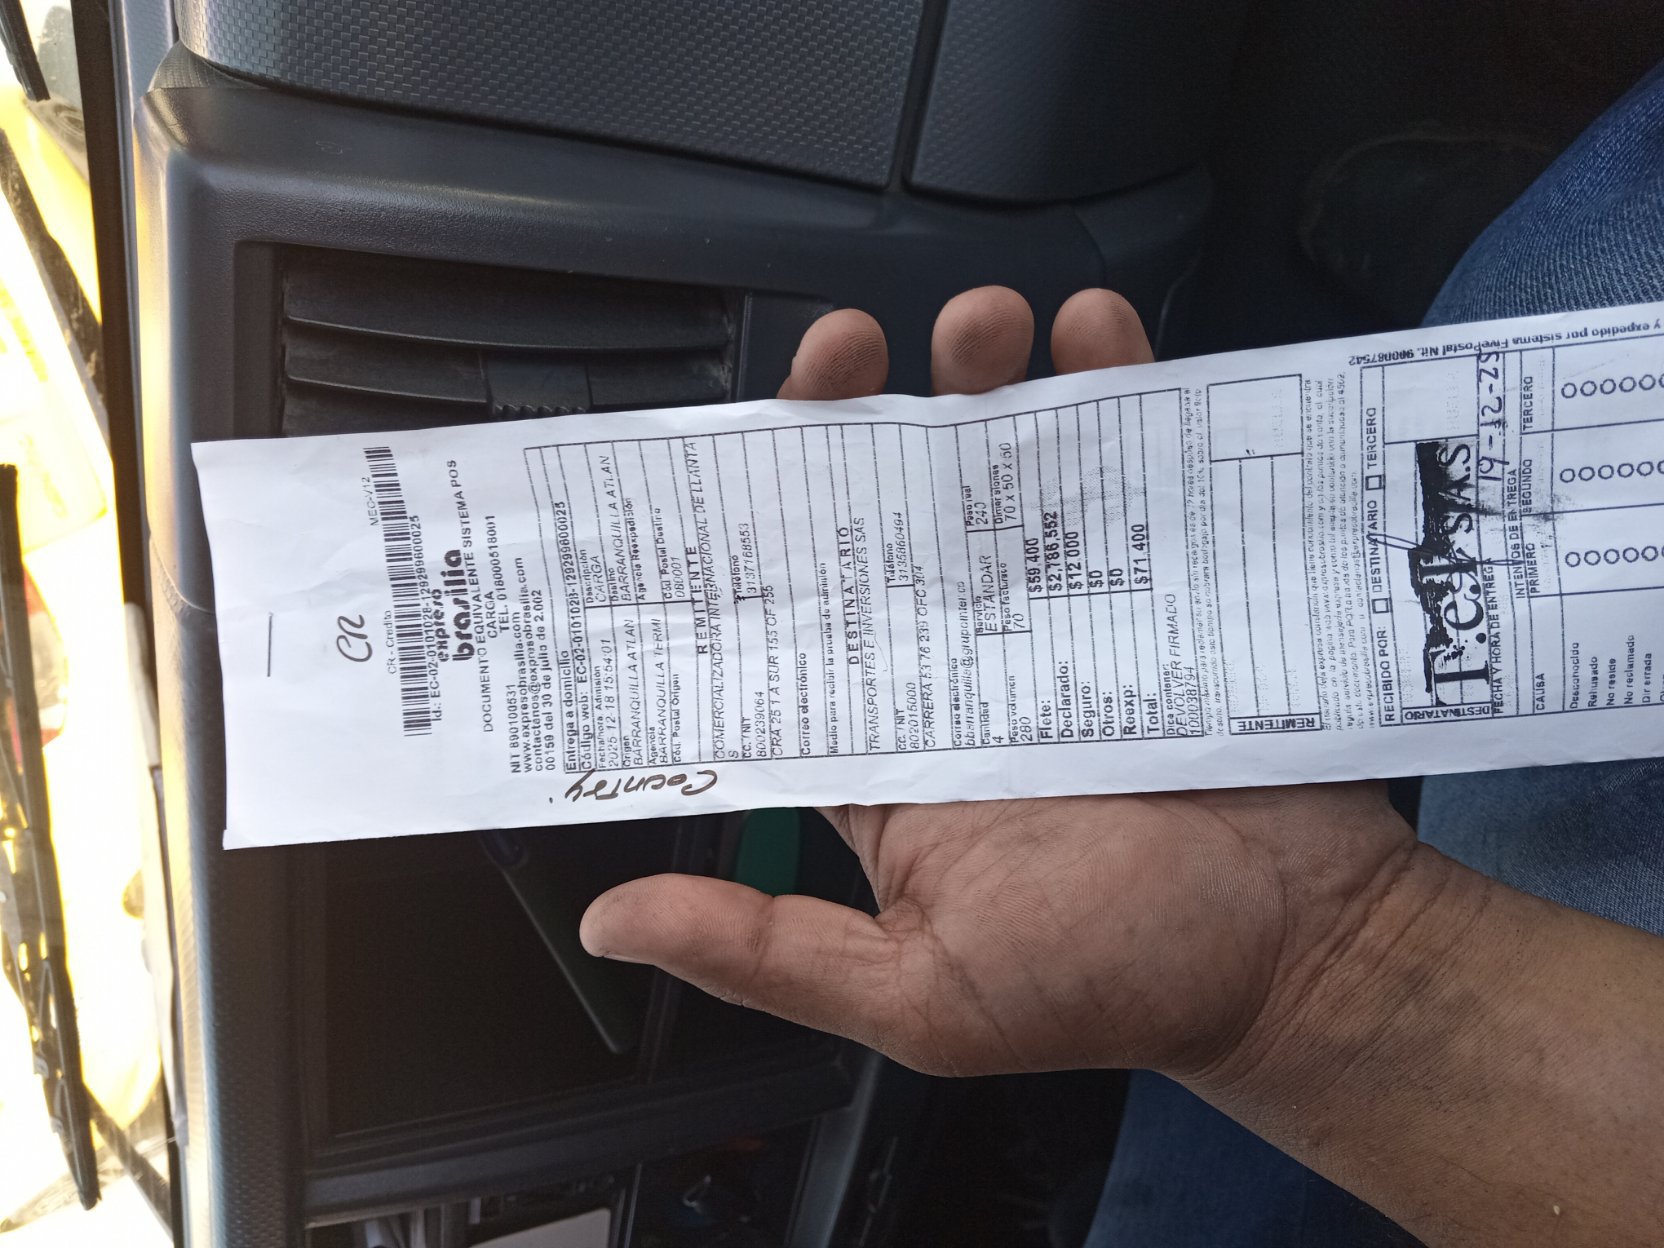 CR
MEC-V12
CR - Crédito
Id.: EC-02-0101028-129299600025
expreso
brasilia
DOCUMENTO EQUIVALENTE SISTEMA POS
CARGA
TEL. 018000518001
NIT 890100531
www.expresobrasilia.com
contactanos@expresobrasilia.com
00159 del 30 de julio de 2.002
Entrega a domicilio
Código web: EC-02-0101028-129299600025
Fecha/hora Admisión Descripción
2025-12-18 15:54:01 CARGA
Origen Destino
BARRANQUILLA ATLAN BARRANQUILLA ATLAN
Agencia Agencia Reexpedición
BARRANQUILLA TERMI
Cód. Postal Origen Cód Postal Destino
080001
REMITENTE
COMERCIALIZADORA INTERNACIONAL DE LLANTA
S
CC. / NIT Teléfono
800239064 3137168553
CRA 25 1 A SUR 155 OF 255
Correo electrónico
Medio para recibir la prueba de admisión
DESTINATARIO
TRANSPORTES E INVERSIONES SAS
CC. / NIT Teléfono
802015000 3135860494
CARRERA 53 76 239 OFC 304
Correo electrónico
Cantidad Servicio Peso real
4 ESTANDAR 240
Peso volumen Peso facturado Dimensiones
280 70 70 X 50 X 50
Flete: $59,400
Declarado: $2,786,552
Seguro: $12,000
Otros: $0
Reexp: $0
Total: $71,400
Dice contener
DEVOLVER FIRMADO
1000398794
Country
REMITENTE
RECIBIDO POR: DESTINATARIO TERCERO
DESTINATARIO
S.A.S
FECHA Y HORA DE ENTREGA 19-12-25
INTENTOS DE ENTREGA
CAUSA PRIMERO SEGUNDO TERCERO
Desconocido
Rehusado
No reside
No reclamado
Dir errada
y expedido por sistema FivePostal Nit. 900087542